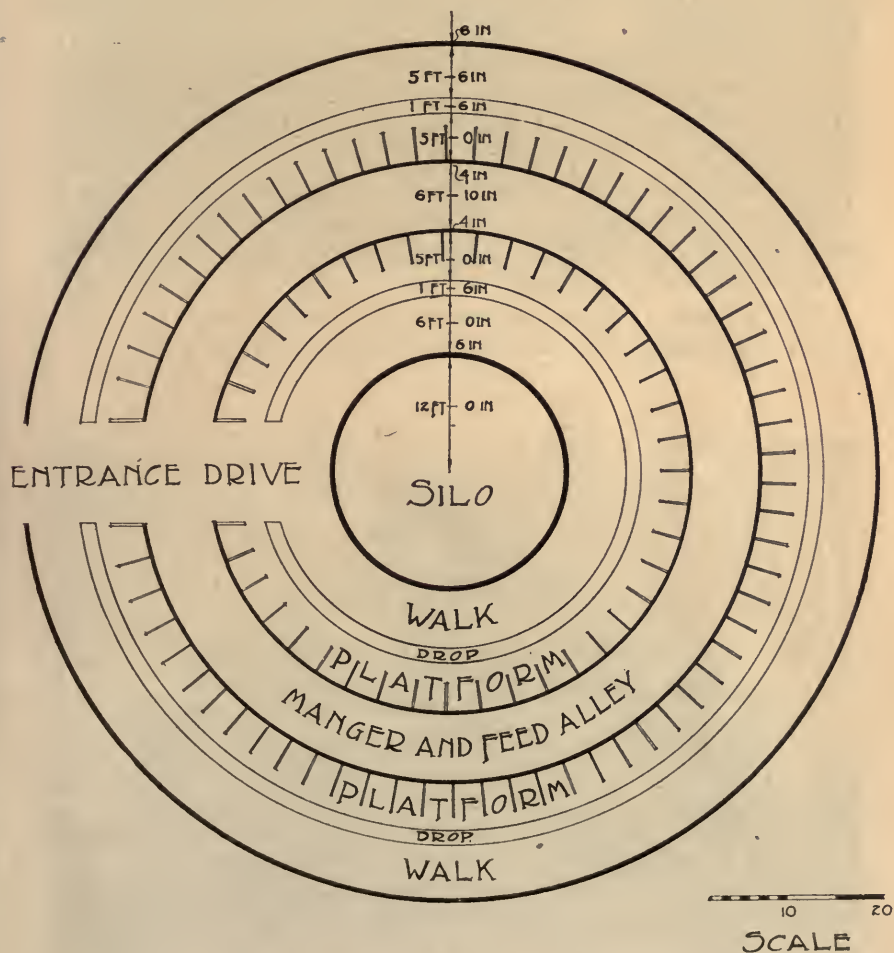 6 IN
5 FT - 6 IN
1 FT - 6 IN
5 FT - 0 IN
4 IN
6 FT - 10 IN
4 IN
5 FT - 0 IN
1 FT - 6 IN
6 FT - 0 IN
6 IN
12 FT - 0 IN
ENTRANCE DRIVE
SILO
WALK
DROP
PLATFORM
MANGER AND FEED ALLEY
PLATFORM
DROP.
WALK
10 20
SCALE